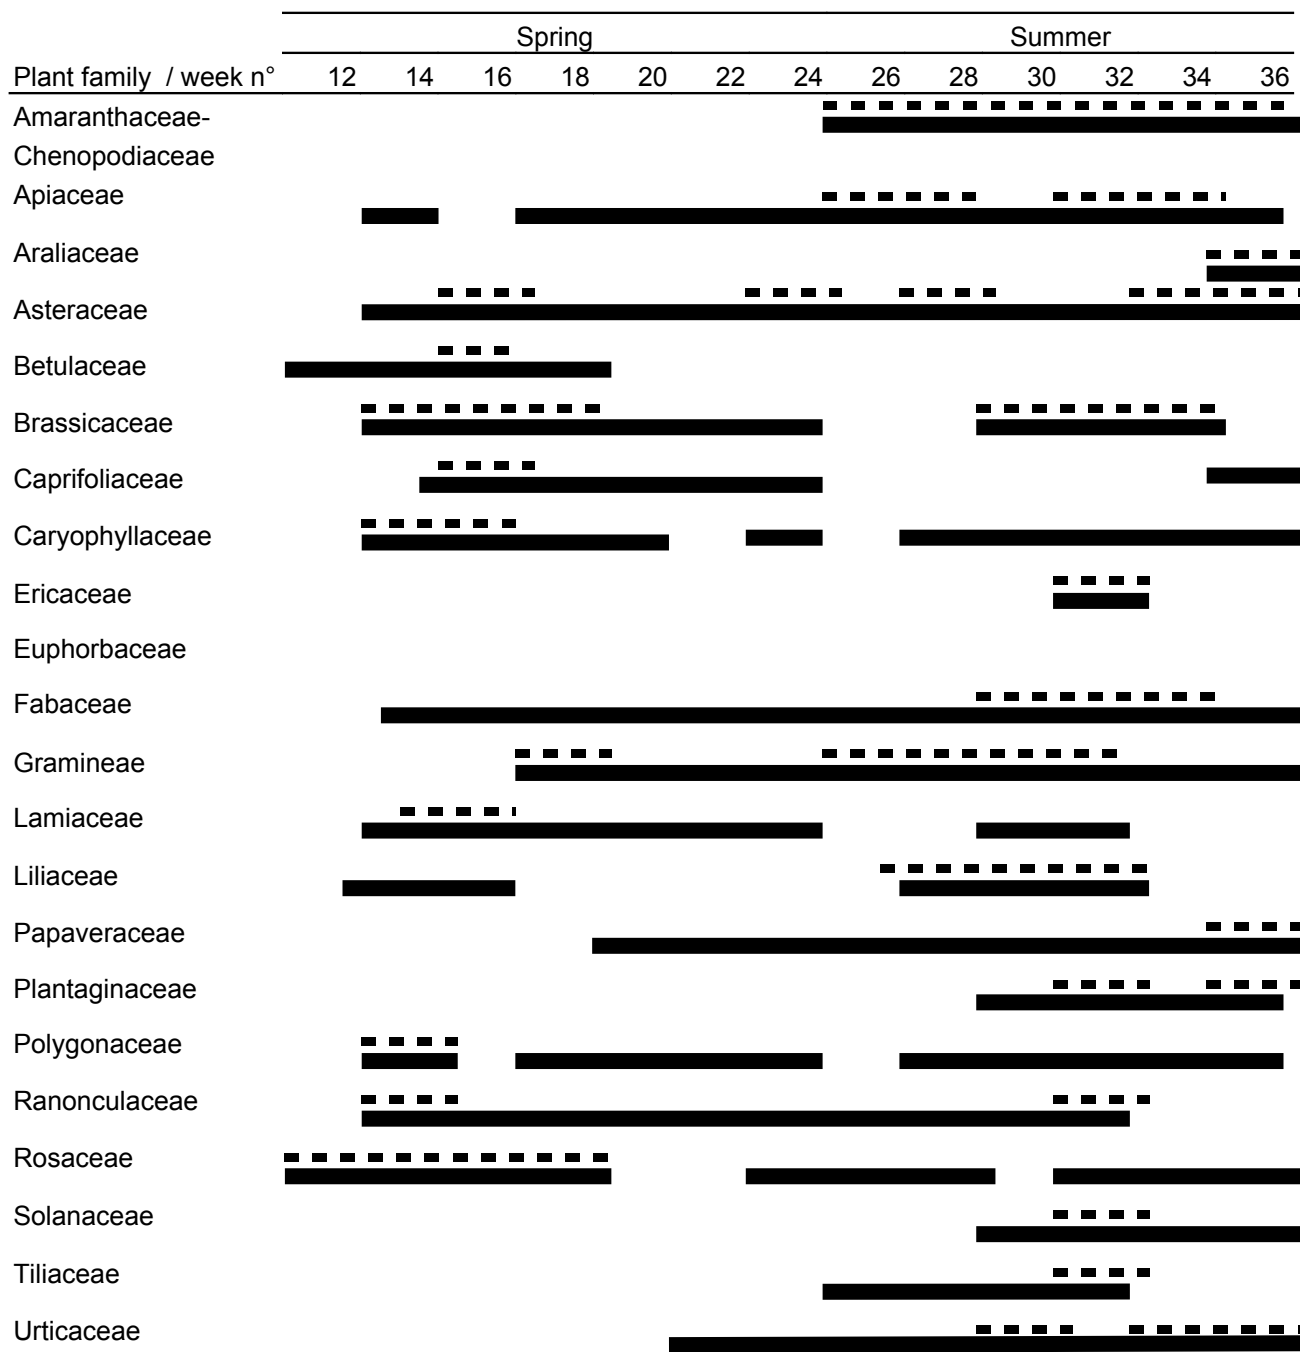 Spring Summer
Plant family / week n° 12 14 16 18 20 22 24 26 28 30 32 34 36
Amaranthaceae-
Chenopodiaceae
Apiaceae
Araliaceae
Asteraceae
Betulaceae
Brassicaceae
Caprifoliaceae
Caryophyllaceae
Ericaceae
Euphorbaceae
Fabaceae
Gramineae
Lamiaceae
Liliaceae
Papaveraceae
Plantaginaceae
Polygonaceae
Ranonculaceae
Rosaceae
Solanaceae
Tiliaceae
Urticaceae